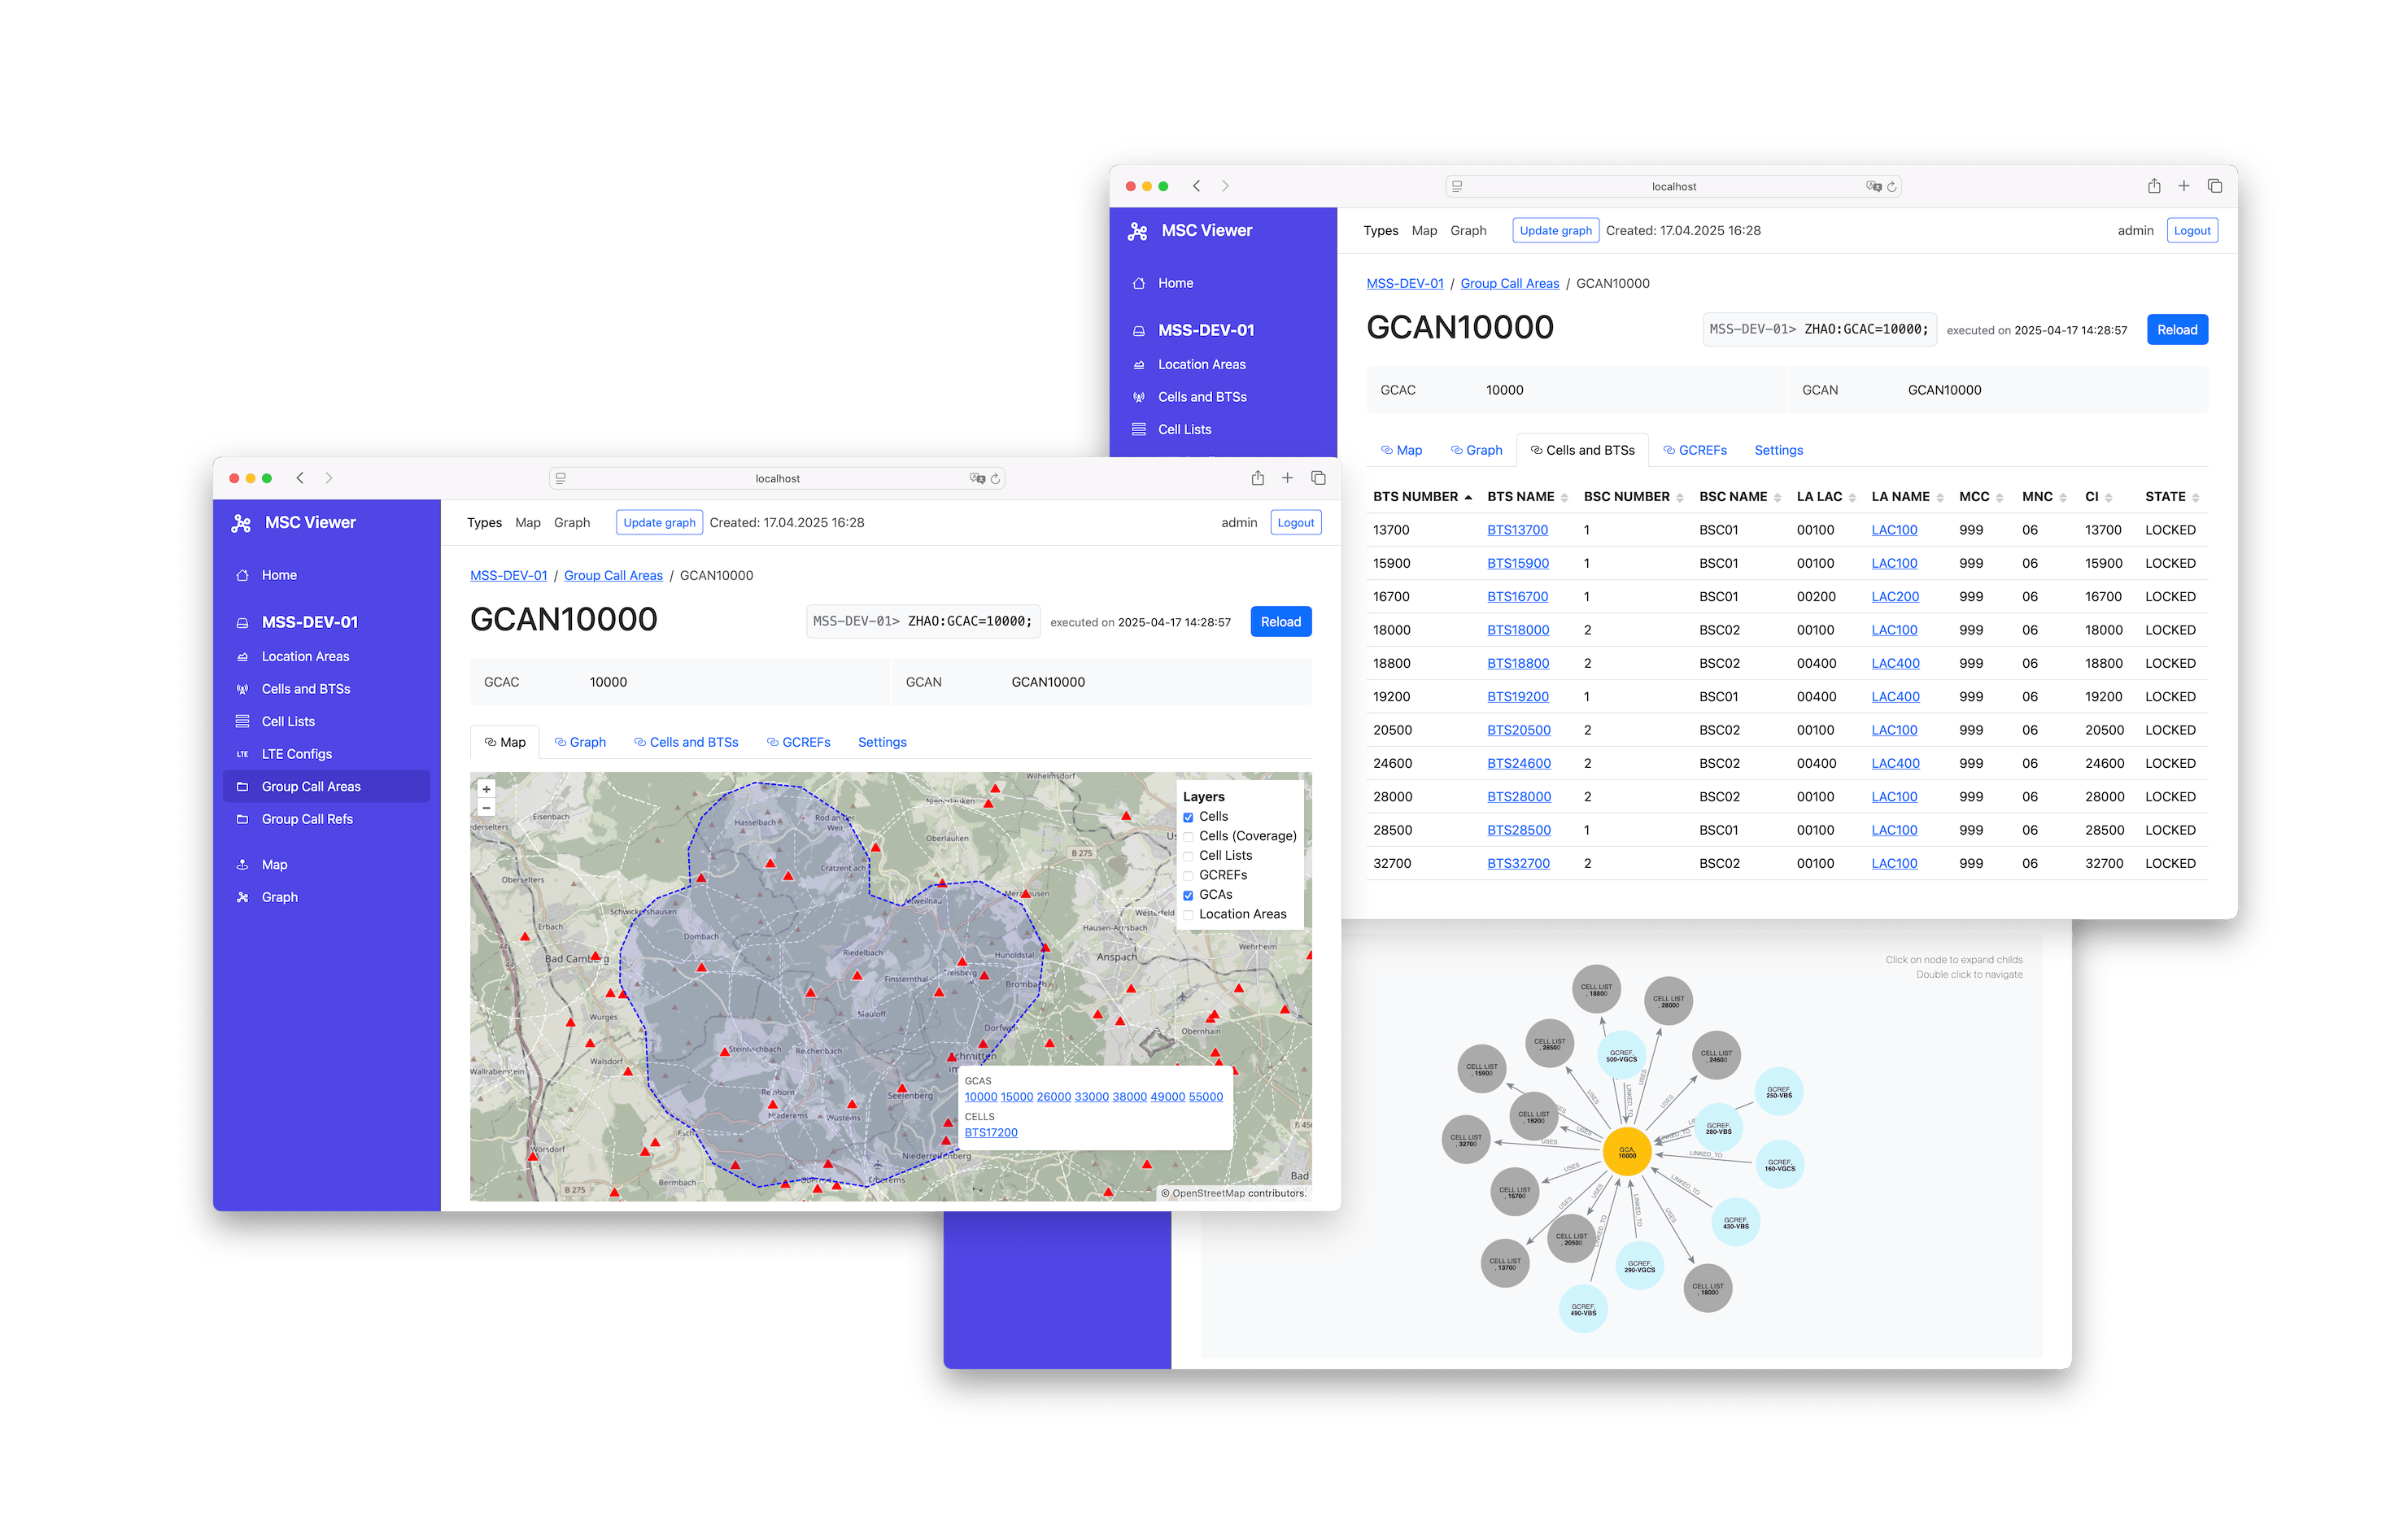 localhost
MSC Viewer
Types Map Graph Update graph Created: 17.04.2025 16:28 admin Logout
Home
MSS-DEV-01 / Group Call Areas / GCAN10000
MSS-DEV-01
GCAN10000 MSS-DEV-01> ZHAO:GCAC=10000; executed on 2025-04-17 14:28:57 Reload
Location Areas
Cells and BTSs
GCAC 10000 GCAN GCAN10000
Cell Lists
Map Graph Cells and BTSs GCREFs Settings
BTS NUMBER BTS NAME BSC NUMBER BSC NAME LA LAC LA NAME MCC MNC CI STATE
13700 BTS13700 1 BSC01 00100 LAC100 999 06 13700 LOCKED
15900 BTS15900 1 BSC01 00100 LAC100 999 06 15900 LOCKED
16700 BTS16700 1 BSC01 00200 LAC200 999 06 16700 LOCKED
18000 BTS18000 2 BSC02 00100 LAC100 999 06 18000 LOCKED
18800 BTS18800 2 BSC02 00400 LAC400 999 06 18800 LOCKED
19200 BTS19200 1 BSC01 00400 LAC400 999 06 19200 LOCKED
20500 BTS20500 2 BSC02 00100 LAC100 999 06 20500 LOCKED
24600 BTS24600 2 BSC02 00400 LAC400 999 06 24600 LOCKED
28000 BTS28000 2 BSC02 00100 LAC100 999 06 28000 LOCKED
28500 BTS28500 1 BSC01 00100 LAC100 999 06 28500 LOCKED
32700 BTS32700 2 BSC02 00100 LAC100 999 06 32700 LOCKED
localhost
MSC Viewer
Types Map Graph Update graph Created: 17.04.2025 16:28 admin Logout
Home
MSS-DEV-01 / Group Call Areas / GCAN10000
MSS-DEV-01
GCAN10000 MSS-DEV-01> ZHAO:GCAC=10000; executed on 2025-04-17 14:28:57 Reload
Location Areas
Cells and BTSs
GCAC 10000 GCAN GCAN10000
Cell Lists
LTE LTE Configs
Group Call Areas
Group Call Refs
Map
Graph
Map Graph Cells and BTSs GCREFs Settings
+
−
Layers
Cells
Cells (Coverage)
Cell Lists
GCREFs
GCAs
Location Areas
Wilhelmsdorf
Eisenbach
Hasselbach
Rod an der
Weil
Oberlauken
B 275
Oberselters
Cratzenbach
Schwickershausen
Westerfeld
Erbach
Dombach
Hausen-Arnsbach
Riedelbach
Hunoldstal
Wehrheim
Bad Camberg
Finsternthal
Treisberg
Anspach
Brombach
Würges
Mauloff
Dorfweil
Obernhain
Walsdorf
Steinfischbach
Reichenbach
Wallrabenstein
Seelenberg
Wüstems
Niederems
Wörsdorf
Niederreifenberg
Bermbach
B 275
Bad
GCAS
10000 15000 26000 33000 38000 49000 55000
CELLS
BTS17200
© OpenStreetMap contributors.
Click on node to expand childs
Double click to navigate
CELL LIST, 18800
CELL LIST, 28000
CELL LIST, 28500
GCREF, 500-VGCS
CELL LIST, 24600
CELL LIST, 15900
GCREF, 250-VBS
CELL LIST, 19200
GCREF, 280-VBS
CELL LIST, 32700
GCA, 10000
GCREF, 160-VGCS
CELL LIST, 16700
GCREF, 430-VBS
CELL LIST, 20500
CELL LIST, 13700
GCREF, 290-VGCS
CELL LIST, 18000
GCREF, 490-VBS
USES
USES
USES
USES
USES
USES
USES
USES
USES
LINKED_TO
LINKED_TO
LINKED_TO
LINKED_TO
LINKED_TO